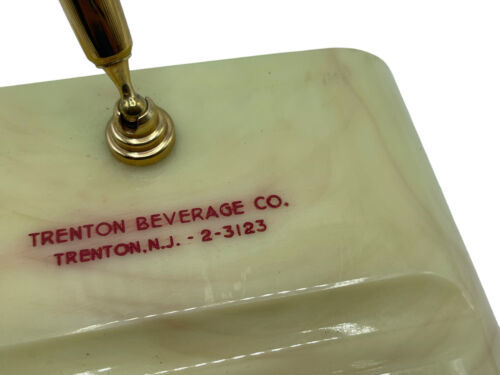 TRENTON BEVERAGE CO.
TRENTON, N.J. - 2-3123